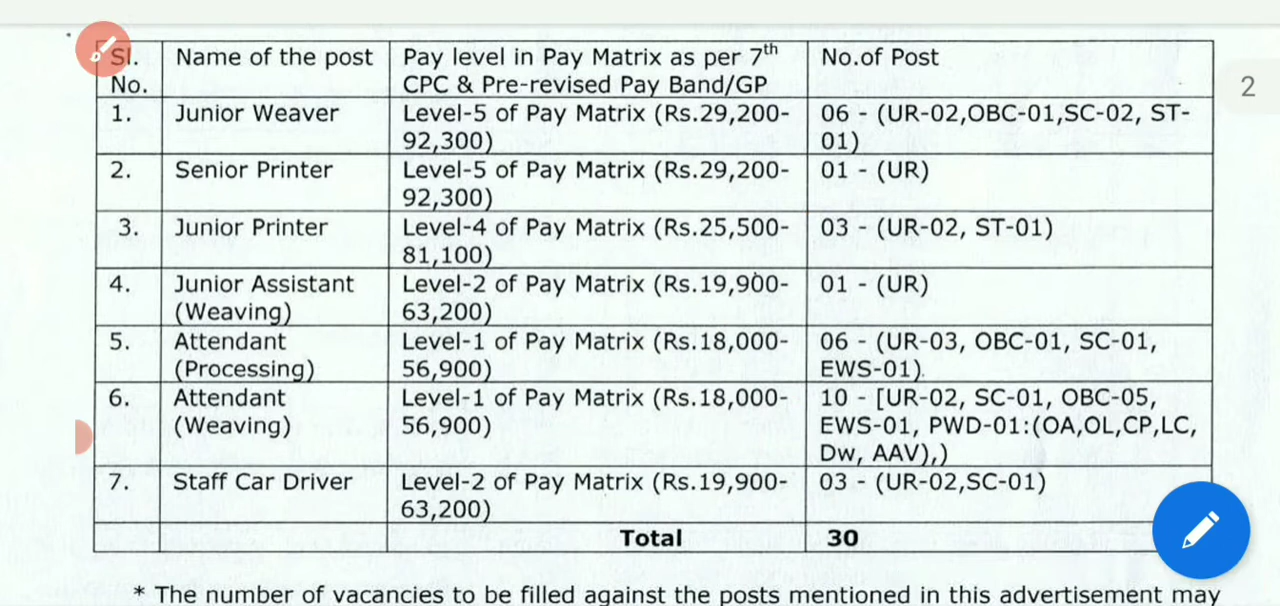 Sl. No. Name of the post Pay level in Pay Matrix as per 7th CPC & Pre-revised Pay Band/GP No.of Post
1. Junior Weaver Level-5 of Pay Matrix (Rs.29,200-92,300) 06 - (UR-02,OBC-01,SC-02, ST-01)
2. Senior Printer Level-5 of Pay Matrix (Rs.29,200-92,300) 01 - (UR)
3. Junior Printer Level-4 of Pay Matrix (Rs.25,500-81,100) 03 - (UR-02, ST-01)
4. Junior Assistant (Weaving) Level-2 of Pay Matrix (Rs.19,900-63,200) 01 - (UR)
5. Attendant (Processing) Level-1 of Pay Matrix (Rs.18,000-56,900) 06 - (UR-03, OBC-01, SC-01, EWS-01)
6. Attendant (Weaving) Level-1 of Pay Matrix (Rs.18,000-56,900) 10 - [UR-02, SC-01, OBC-05, EWS-01, PWD-01:(OA,OL,CP,LC, Dw, AAV),)
7. Staff Car Driver Level-2 of Pay Matrix (Rs.19,900-63,200) 03 - (UR-02,SC-01)
Total 30
* The number of vacancies to be filled against the posts mentioned in this advertisement may
2